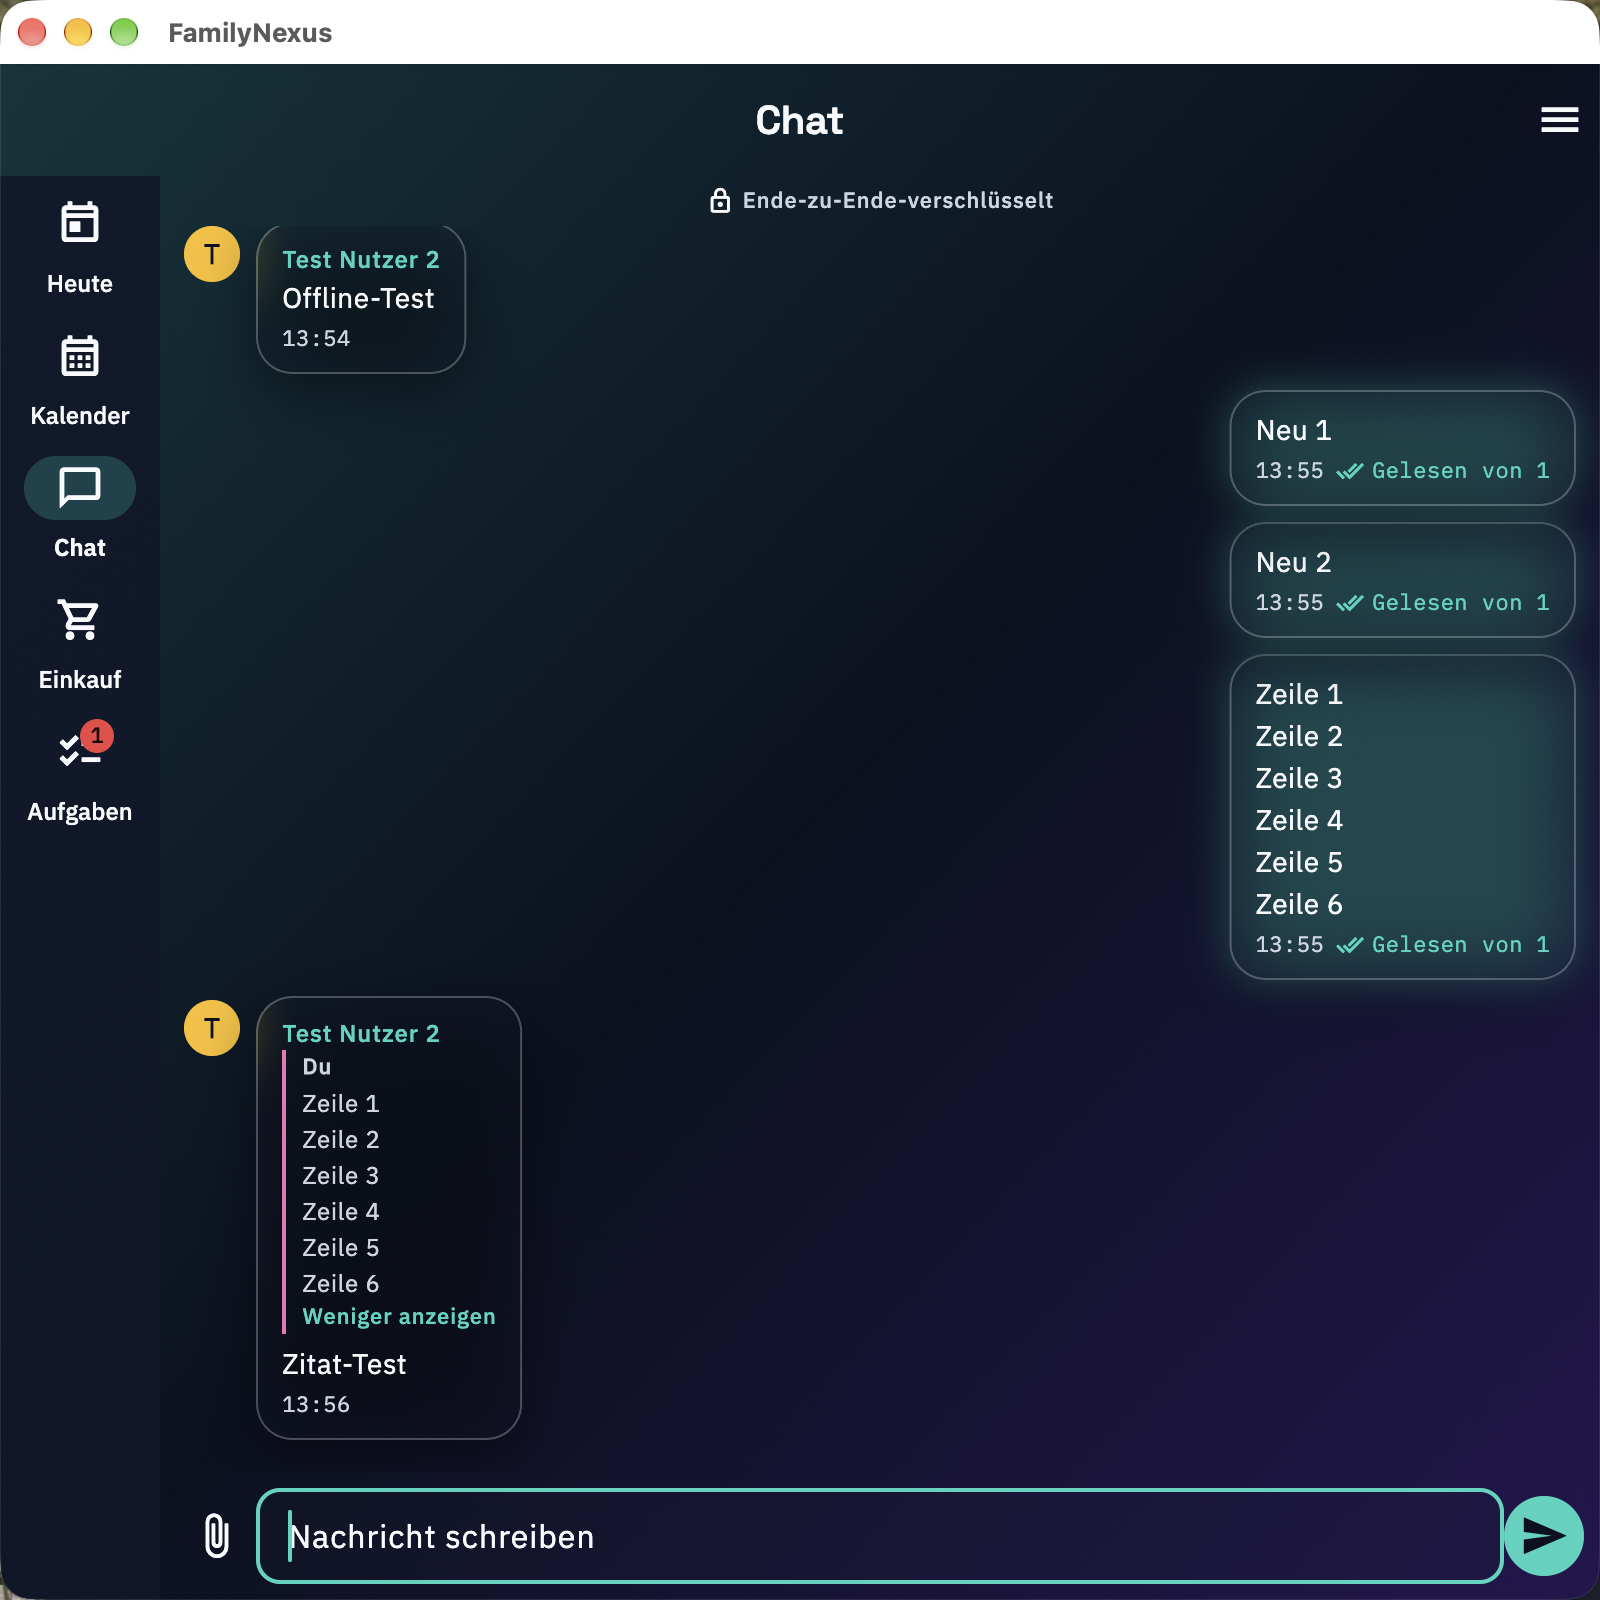 FamilyNexus
Chat
Ende-zu-Ende-verschlüsselt
Heute
Kalender
Chat
Einkauf
1
Aufgaben
T
Test Nutzer 2
Offline-Test
13:54
Neu 1
13:55 Gelesen von 1
Neu 2
13:55 Gelesen von 1
Zeile 1
Zeile 2
Zeile 3
Zeile 4
Zeile 5
Zeile 6
13:55 Gelesen von 1
T
Test Nutzer 2
Du
Zeile 1
Zeile 2
Zeile 3
Zeile 4
Zeile 5
Zeile 6
Weniger anzeigen
Zitat-Test
13:56
Nachricht schreiben